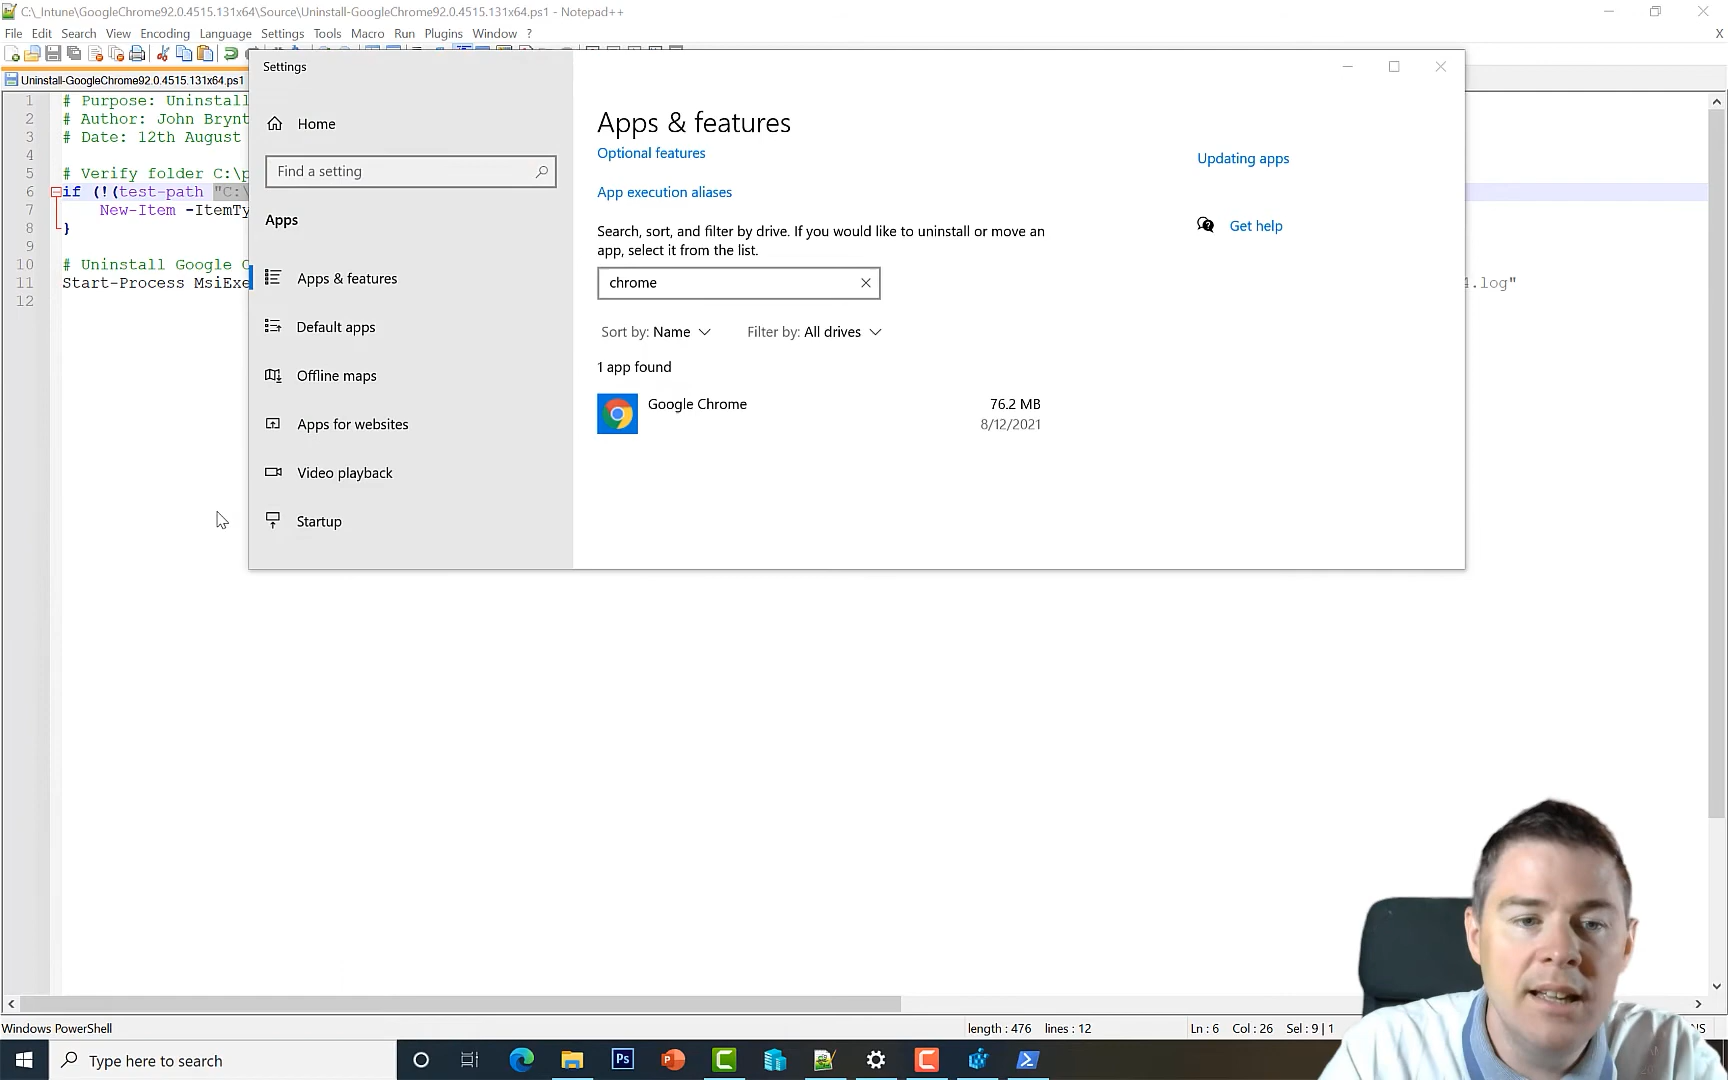 C:\_Intune\GoogleChrome92.0.4515.131x64\Source\Uninstall-GoogleChrome92.0.4515.131x64.ps1 - Notepad++
File Edit Search View Encoding Language Settings Tools Macro Run Plugins Window ? X
Uninstall-GoogleChrome92.0.4515.131x64.ps1
1 # Purpose: Uninstall
2 # Author: John Brynt
3 # Date: 12th August
4
5 # Verify folder C:\p
6 if (!(test-path "C:\
7 New-Item -ItemTy
8 }
9
10 # Uninstall Google C
11 Start-Process MsiExe 4.log"
12
Settings
Home
Find a setting
Apps
Apps & features
Default apps
Offline maps
Apps for websites
Video playback
Startup
Apps & features
Optional features
App execution aliases
Search, sort, and filter by drive. If you would like to uninstall or move an
app, select it from the list.
chrome
Sort by: Name Filter by: All drives
1 app found
Google Chrome 76.2 MB
8/12/2021
Updating apps
Get help
Windows PowerShell length : 476 lines : 12 Ln : 6 Col : 26 Sel : 9 | 1 NS
Type here to search
Ps